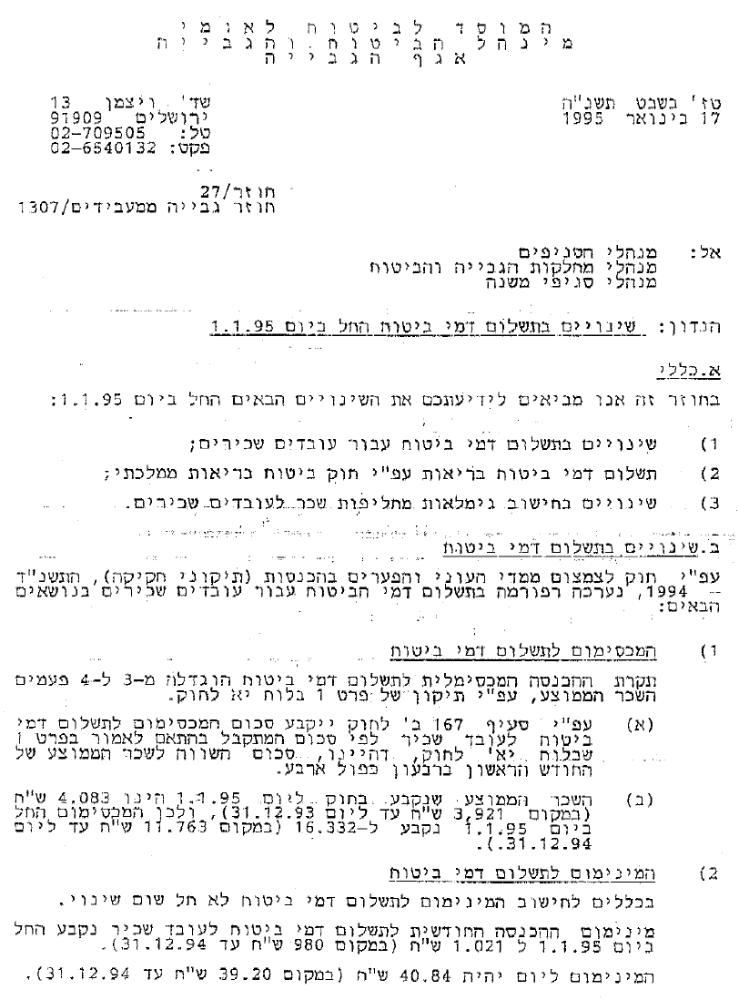 המוסד לביטוח לאומי
מינהל הביטוח והגבייה
אגף הגבייה
טז' בשבט תשנ"ה
17 בינואר 1995
שד' ויצמן 13
ירושלים 91909
טל: 02-709505
פקס: 02-6540132
חוזר/27
חוזר גבייה ממעבידים/1307
אל: מנהלי הסניפים
מנהלי מחלקות הגבייה והביטוח
מנהלי סניפי משנה
הנדון: שינויים בתשלום דמי ביטוח החל ביום 1.1.95
א.כללי
בחוזר זה אנו מביאים לידיעתכם את השינויים הבאים החל ביום 1.1.95:
1) שינויים בתשלום דמי ביטוח עבור עובדים שכירים;
2) תשלום דמי ביטוח בריאות עפ"י חוק ביטוח בריאות ממלכתי;
3) שינויים בחישוב גימלאות מחליפות שכר לעובדים שכירים.
ב.שינויים בתשלום דמי ביטוח
עפ"י חוק לצמצום ממדי העוני והפערים בהכנסות (תיקוני חקיקה), התשנ"ד
- 1994, נערכה רפורמה בתשלום דמי הביטוח עבור עובדים שכירים בנושאים
הבאים:
1) המכסימום לתשלום דמי ביטוח
תקרת ההכנסה המכסימלית לתשלום דמי ביטוח הוגדלה מ-3 ל-4 פעמים
השכר הממוצע, עפ"י תיקון של פרט 1 בלוח יא לחוק.
(א) עפ"י סעיף 167 ב' לחוק ייקבע סכום המכסימום לתשלום דמי
ביטוח לעובד שכיר לפי סכום המתקבל בהתאם לאמור בפרט 1
שבלוח יא' לחוק, דהיינו, סכום השווה לשכר הממוצע של
החודש הראשון ברבעון כפול ארבע.
(ב) השכר הממוצע שנקבע בחוק ליום 1.1.95 הינו 4.083 ש"ח
(במקום 3,921 ש"ח עד ליום 31.12.93), ולכן המכסימום החל
ביום 1.1.95 נקבע ל-16.332 (במקום 11.763 ש"ח עד ליום
31.12.94).
2) המינימום לתשלום דמי ביטוח
בכללים לחישוב המינימום לתשלום דמי ביטוח לא חל שום שינוי.
מינימום ההכנסה החודשית לתשלום דמי ביטוח לעובד שכיר נקבע החל
ביום 1.1.95 ל 1.021 ש"ח (במקום 980 ש"ח עד 31.12.94).
המינימום ליום יהיה 40.84 ש"ח (במקום 39.20 ש"ח עד 31.12.94).